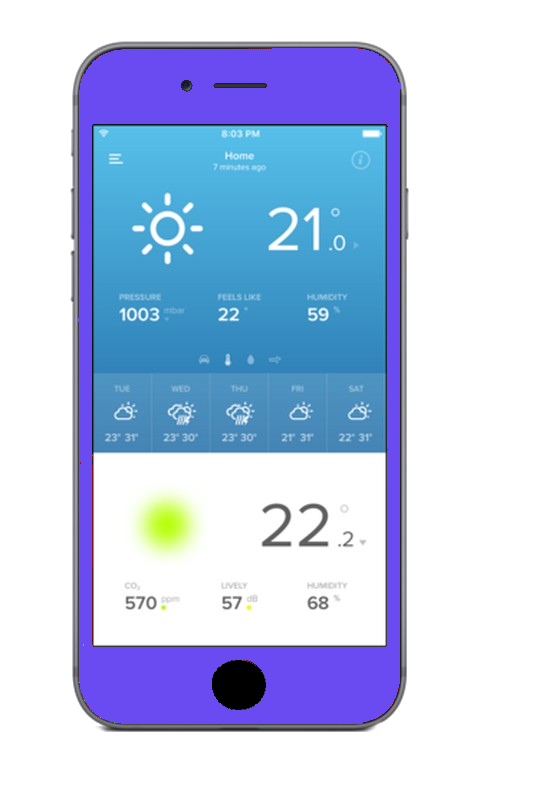 8:03 PM
Home
7 minutes ago
i
21°.0
PRESSURE FEELS LIKE HUMIDITY
1003 mbar 22 ° 59 %
TUE WED THU FRI SAT
23° 31° 23° 30° 23° 30° 21° 31° 22° 31°
22°.2
CO₂ LIVELY HUMIDITY
570 ppm 57 dB 68 %